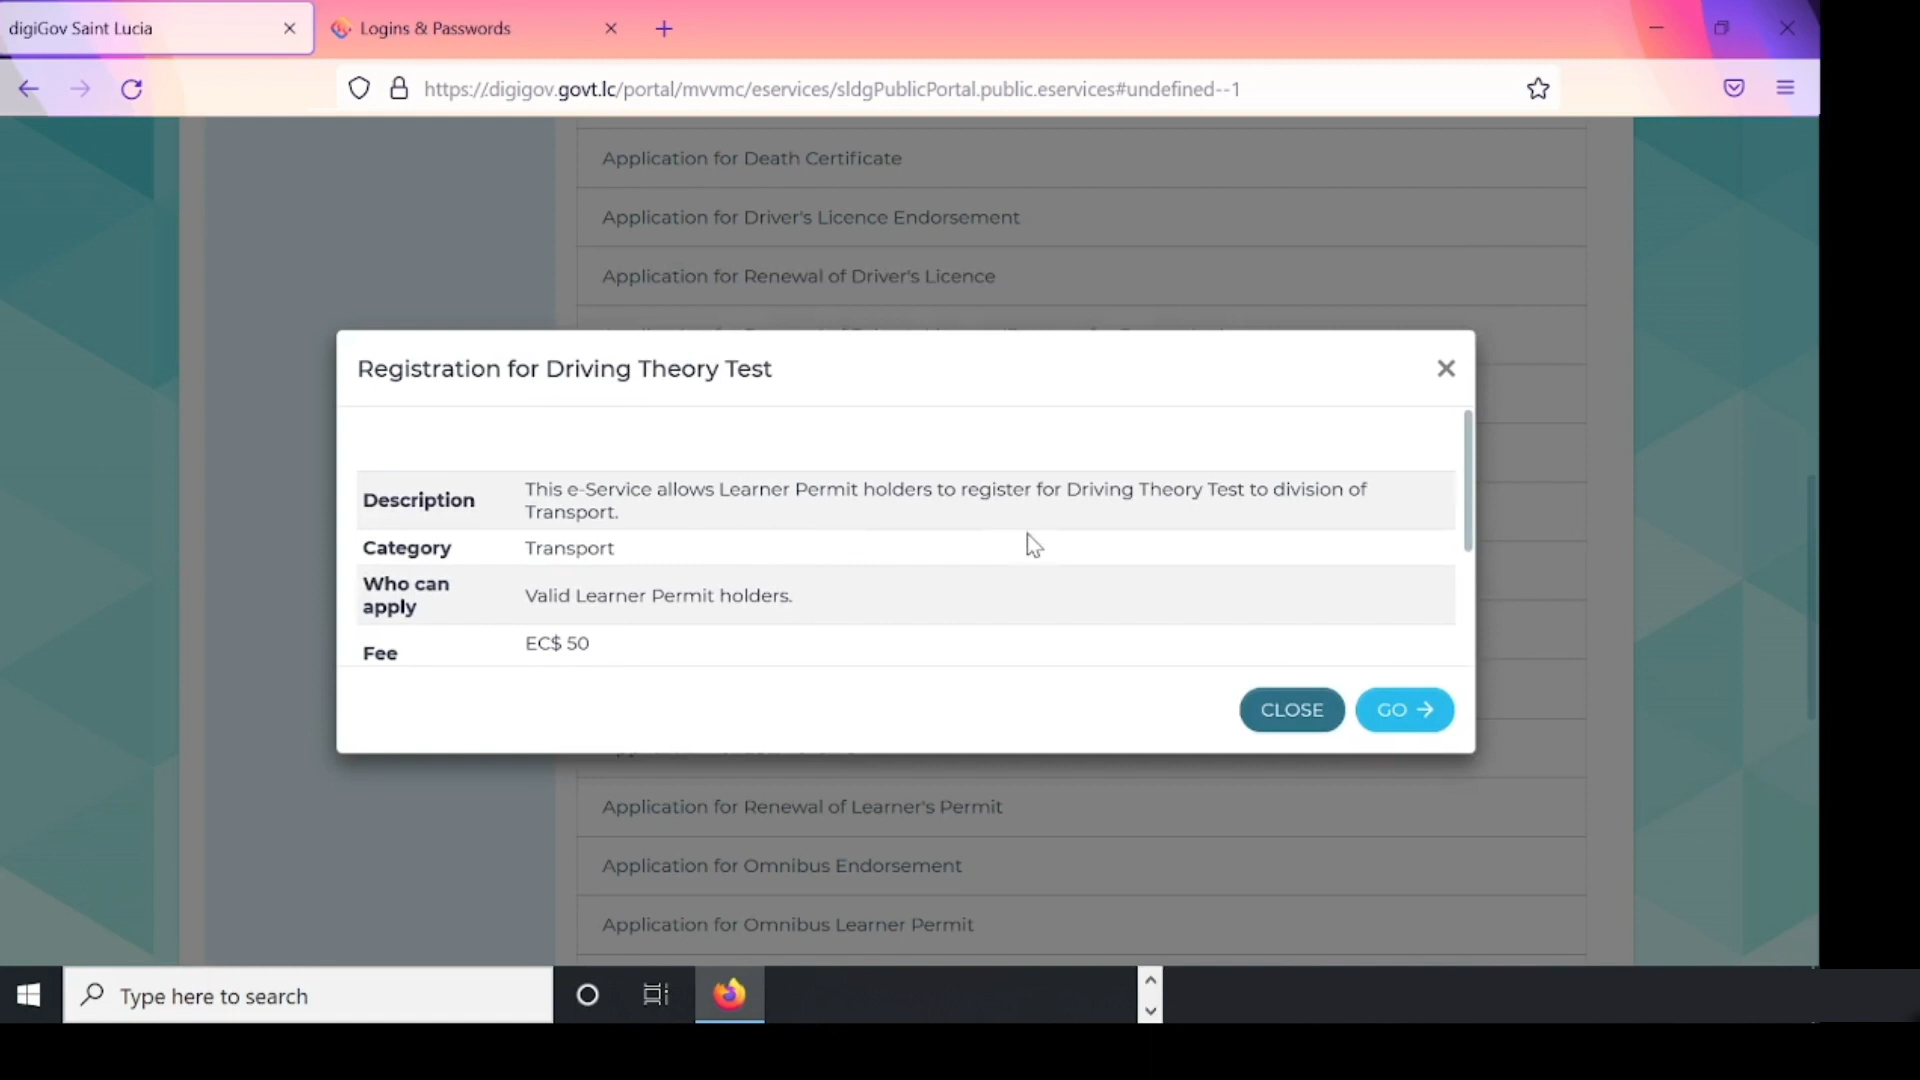 digiGov Saint Lucia
Logins & Passwords
https://digigov.govt.lc/portal/mvvmc/eservices/sldgPublicPortal.public.eservices#undefined--1
Application for Death Certificate
Application for Driver's Licence Endorsement
Application for Renewal of Driver's Licence
Registration for Driving Theory Test
Description
This e-Service allows Learner Permit holders to register for Driving Theory Test to division of
Transport.
Category
Transport
Who can
apply
Valid Learner Permit holders.
Fee
EC$ 50
CLOSE
GO →
Application for Renewal of Learner's Permit
Application for Omnibus Endorsement
Application for Omnibus Learner Permit
Type here to search